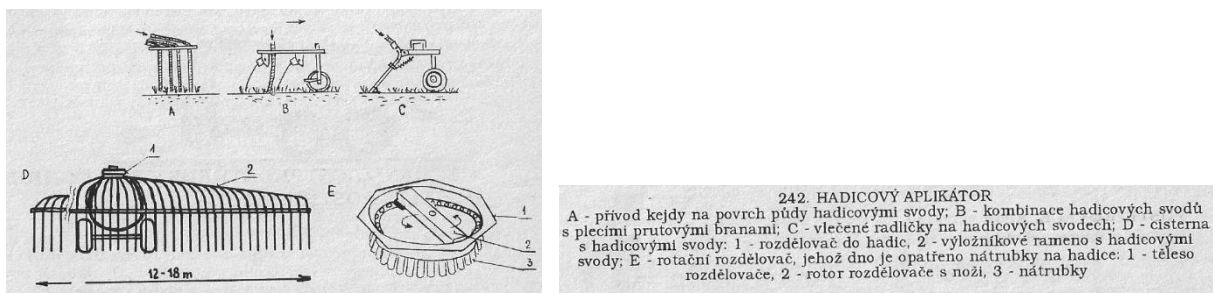 A
B
C
D
1
2
E
1
2
3
12-18 m
242. HADICOVÝ APLIKÁTOR
A - přívod kejdy na povrch půdy hadicovými svody; B - kombinace hadicových svodů
s plecími prutovými branami; C - vlečené radličky na hadicových svodech; D - cisterna
s hadicovými svody: 1 - rozdělovač do hadic, 2 - výložníkové rameno s hadicovými
svody; E - rotační rozdělovač, jehož dno je opatřeno nátrubky na hadice: 1 - těleso
rozdělovače, 2 - rotor rozdělovače s noži, 3 - nátrubky